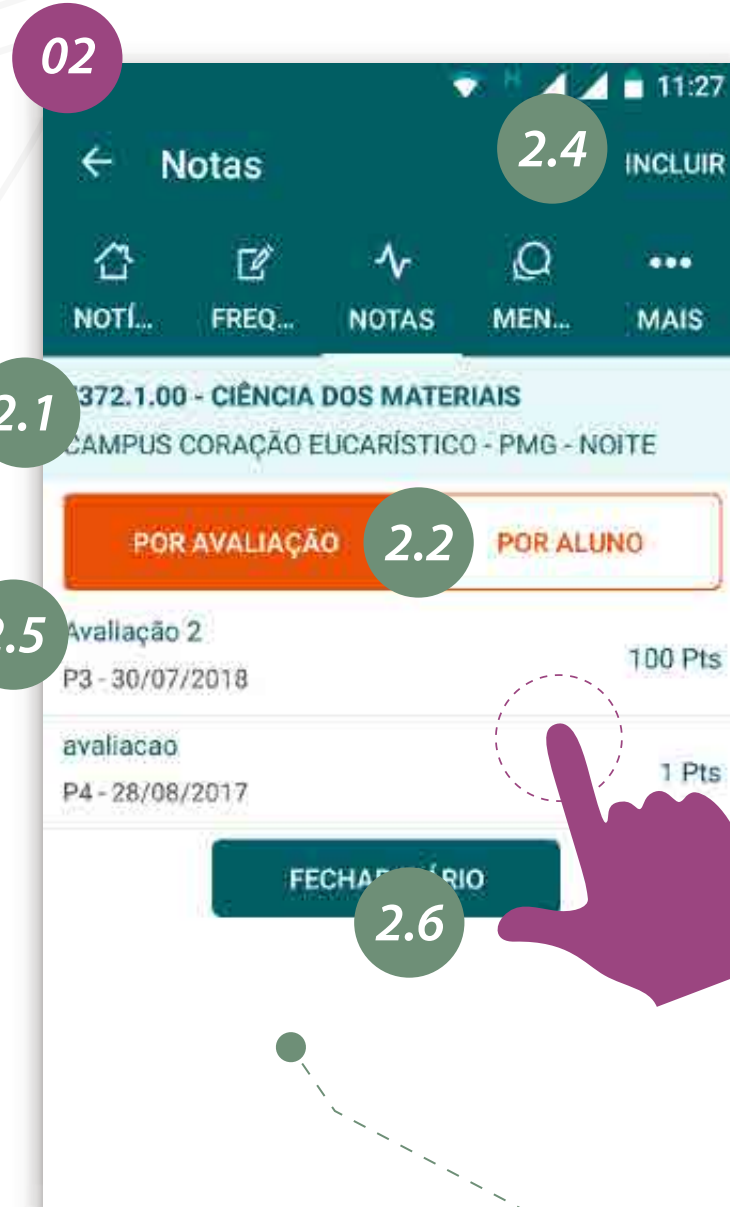 02
11:27
Notas
2.4
INCLUIR
NOTÍ...
FREQ...
NOTAS
MEN...
MAIS
2.1
372.1.00 - CIÊNCIA DOS MATERIAIS
CAMPUS CORAÇÃO EUCARÍSTICO - PMG - NOITE
POR AVALIAÇÃO
2.2
POR ALUNO
2.5
Avaliação 2
100 Pts
P3 - 30/07/2018
avaliacao
1 Pts
P4 - 28/08/2017
2.6